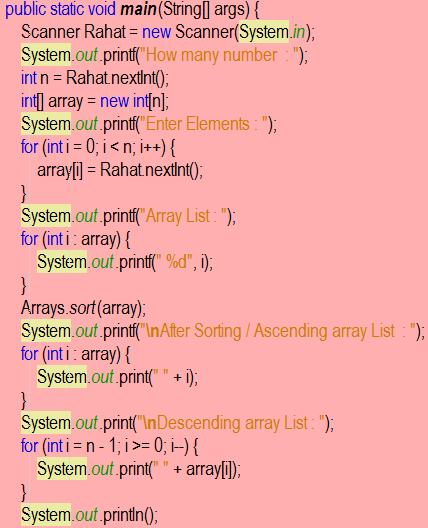 public static void main(String[] args) {
Scanner Rahat = new Scanner(System.in);
System.out.printf("How many number  : ");
int n = Rahat.nextInt();
int[] array = new int[n];
System.out.printf("Enter Elements : ");
for (int i = 0; i < n; i++) {
array[i] = Rahat.nextInt();
}
System.out.printf("Array List : ");
for (int i : array) {
System.out.printf(" %d", i);
}
Arrays.sort(array);
System.out.printf("\nAfter Sorting / Ascending array List  : ");
for (int i : array) {
System.out.print(" " + i);
}
System.out.print("\nDescending array List : ");
for (int i = n - 1; i >= 0; i--) {
System.out.print(" " + array[i]);
}
System.out.println();